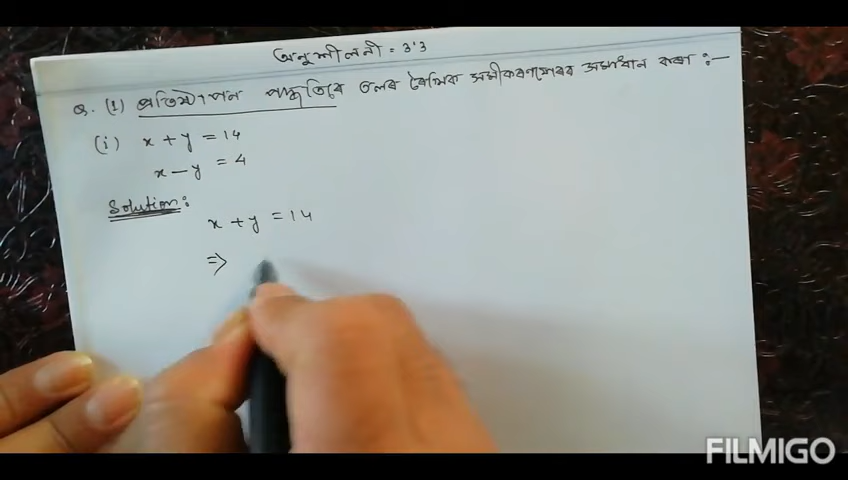 অনুশীলনী = 3.3
Q. (1) প্ৰতিস্থাপন পদ্ধতিৰে তলৰ ৰৈখিক সমীকৰণযোৰৰ সমাধান কৰা :—
(i) x + y = 14
x − y = 4
Solution:
x + y = 14
⇒
FILMIGO